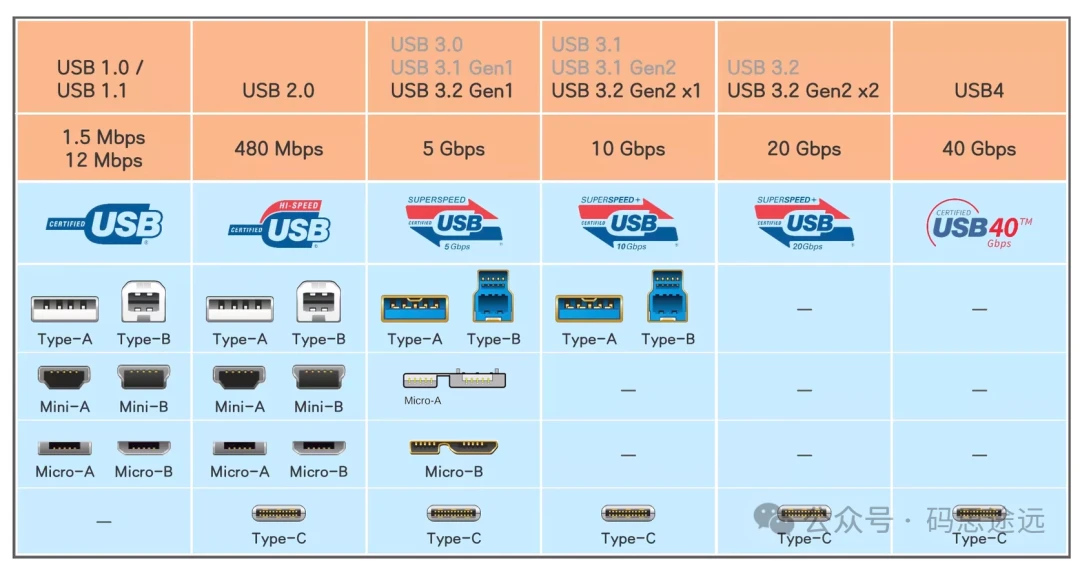 USB 1.0 /
USB 1.1
USB 2.0
USB 3.0
USB 3.1 Gen1
USB 3.2 Gen1
USB 3.1
USB 3.1 Gen2
USB 3.2 Gen2 x1
USB 3.2
USB 3.2 Gen2 x2
USB4
1.5 Mbps
12 Mbps
480 Mbps
5 Gbps
10 Gbps
20 Gbps
40 Gbps
CERTIFIED USB
HI-SPEED
CERTIFIED USB
SUPERSPEED
CERTIFIED USB
5Gbps
SUPERSPEED+
CERTIFIED USB
10Gbps
SUPERSPEED+
CERTIFIED USB
20Gbps
CERTIFIED
USB 40™
Gbps
Type-A Type-B Type-A Type-B Type-A Type-B Type-A Type-B — —
Mini-A Mini-B Mini-A Mini-B Micro-A — — —
Micro-A Micro-B Micro-A Micro-B Micro-B — — —
— Type-C Type-C Type-C Type-C Type-C
公众号 · 码思途远